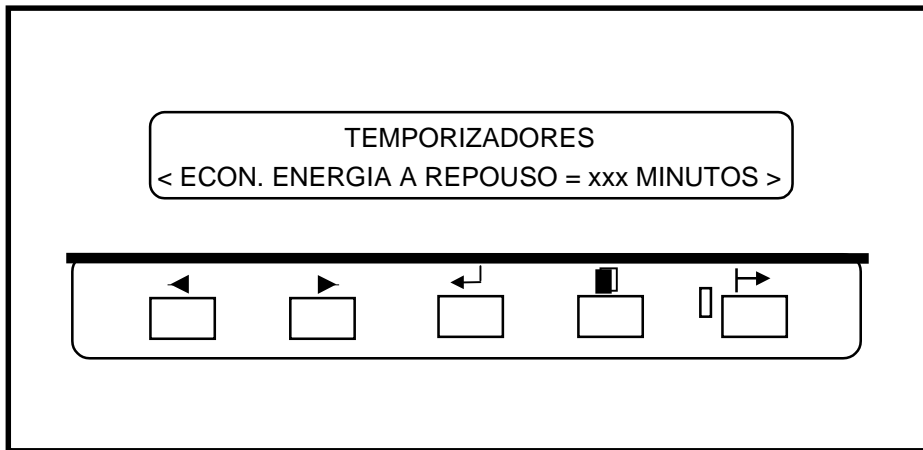 TEMPORIZADORES
< ECON. ENERGIA A REPOUSO = xxx MINUTOS >